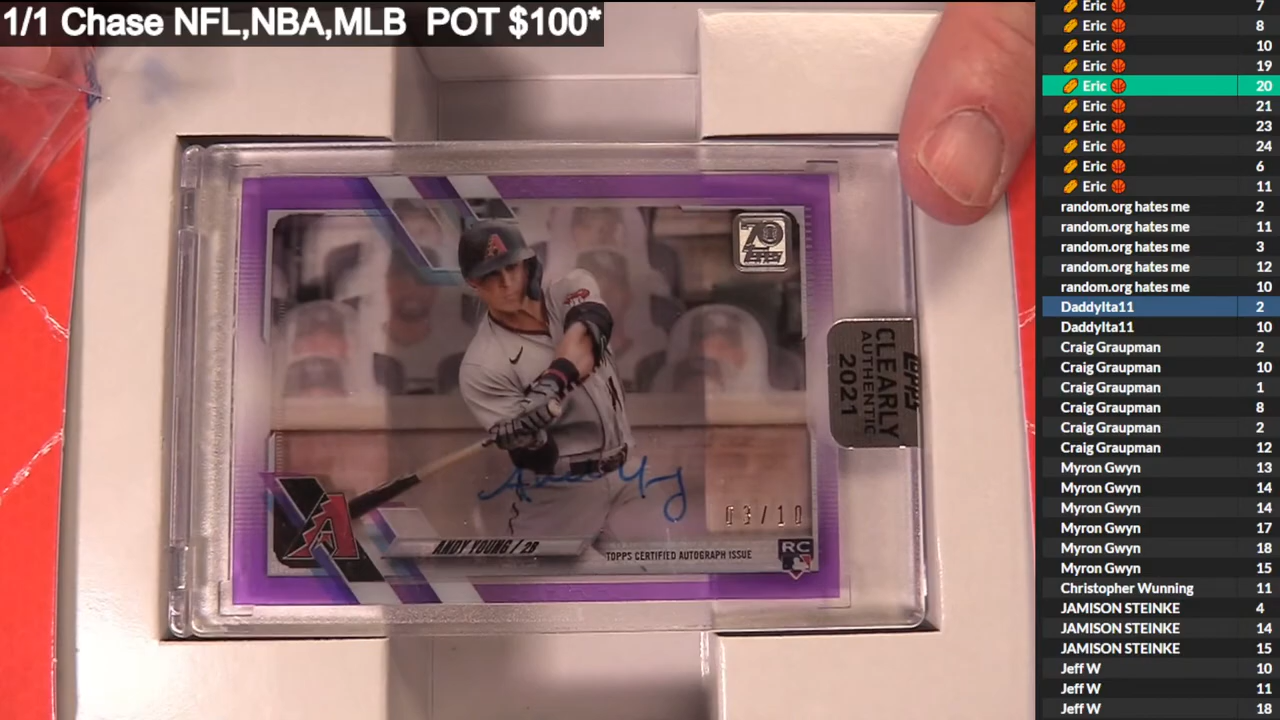 1/1 Chase NFL,NBA,MLB POT $100*
70
Topps
A
ANDY YOUNG / 2B
TOPPS CERTIFIED AUTOGRAPH ISSUE
03/10
RC
Andy Young
topps
CLEARLY
AUTHENTIC
2021
Eric 7
Eric 8
Eric 10
Eric 19
Eric 20
Eric 21
Eric 23
Eric 24
Eric 6
Eric 11
random.org hates me 2
random.org hates me 11
random.org hates me 3
random.org hates me 12
random.org hates me 10
DaddyIta11 2
DaddyIta11 10
Craig Graupman 2
Craig Graupman 10
Craig Graupman 1
Craig Graupman 8
Craig Graupman 2
Craig Graupman 12
Myron Gwyn 13
Myron Gwyn 14
Myron Gwyn 14
Myron Gwyn 17
Myron Gwyn 18
Myron Gwyn 15
Christopher Wunning 11
JAMISON STEINKE 4
JAMISON STEINKE 14
JAMISON STEINKE 15
Jeff W 10
Jeff W 11
Jeff W 18